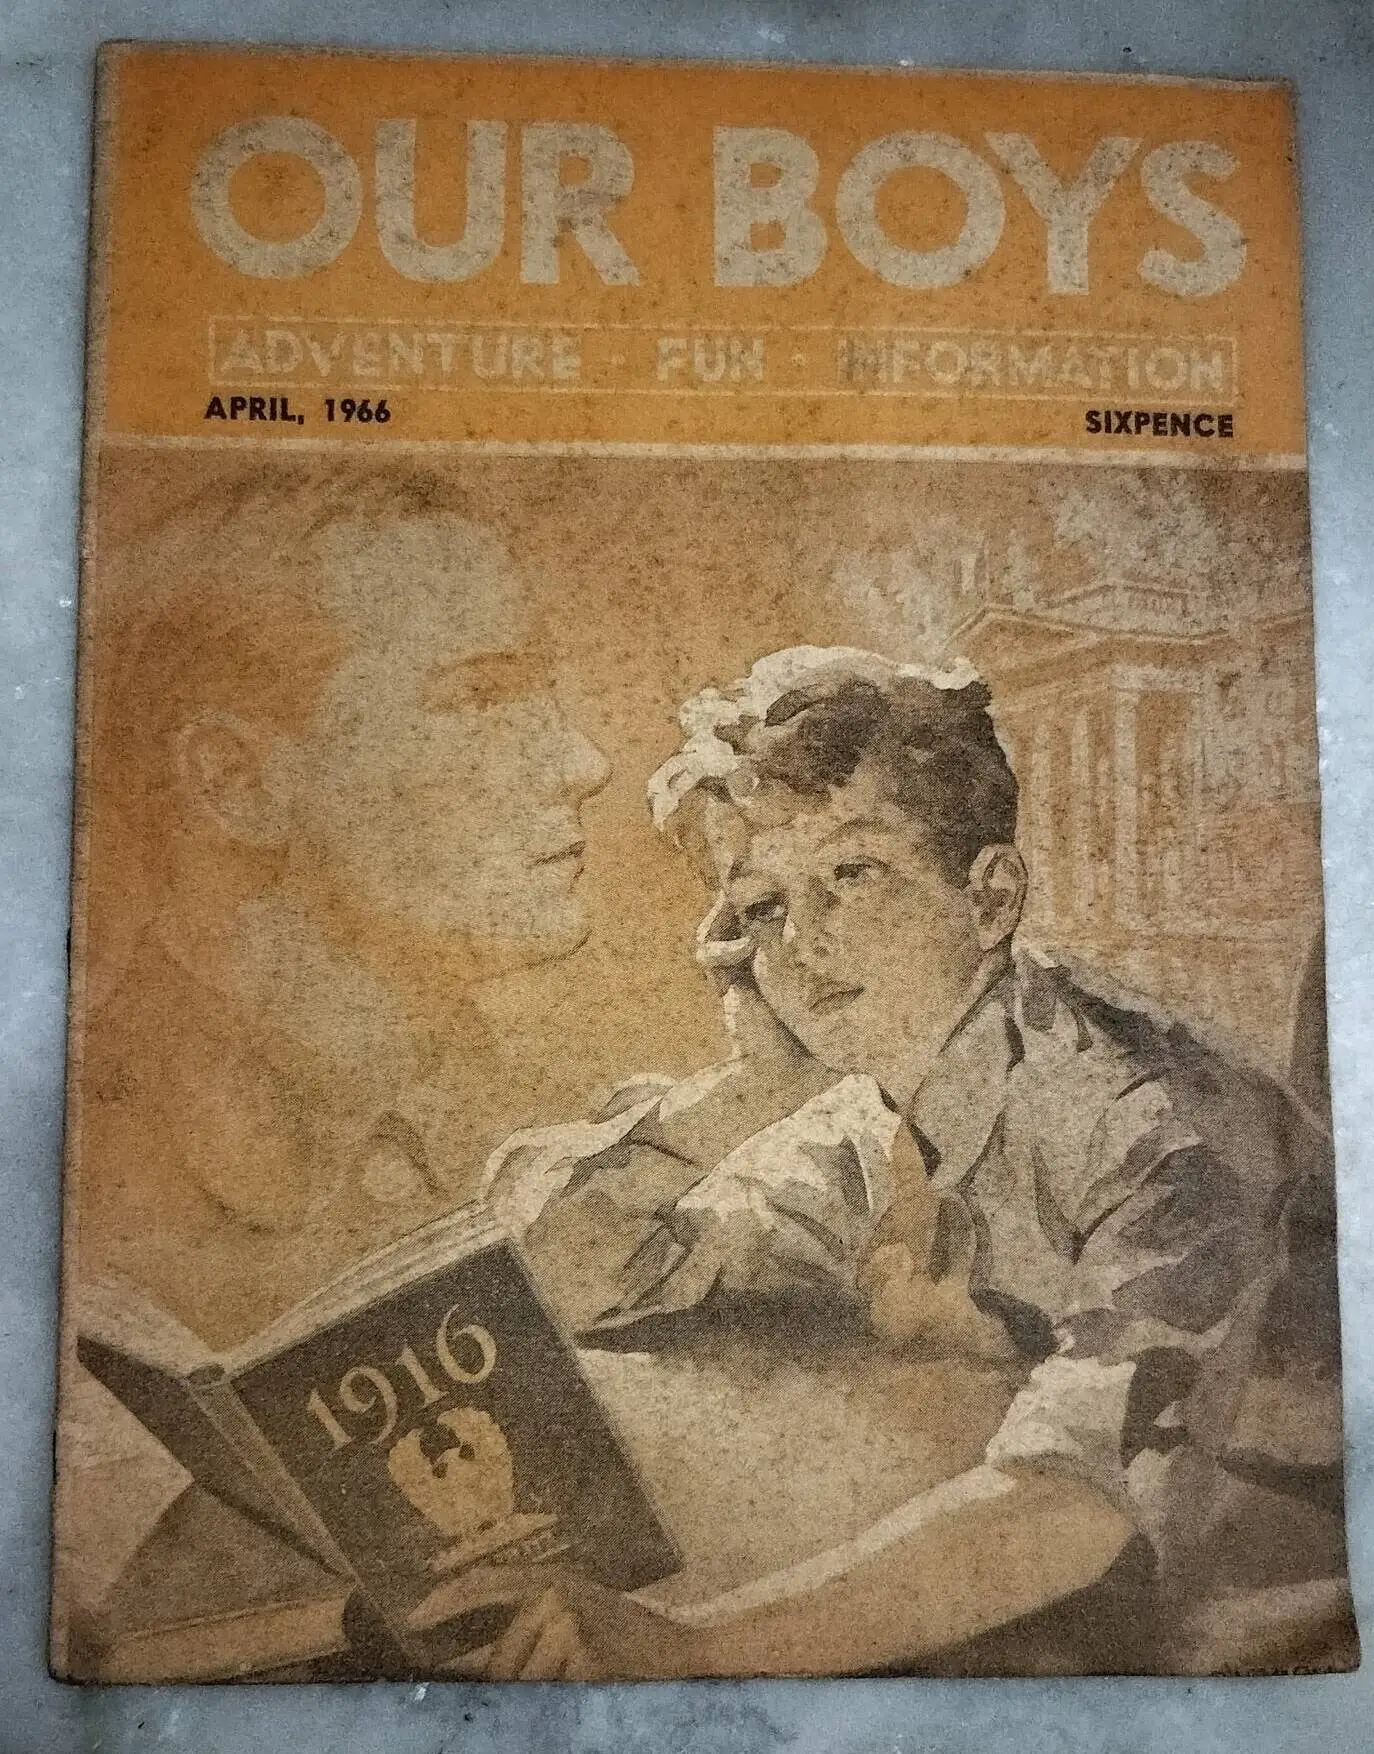 OUR BOYS
ADVENTURE · FUN · INFORMATION
APRIL, 1966
SIXPENCE
1916